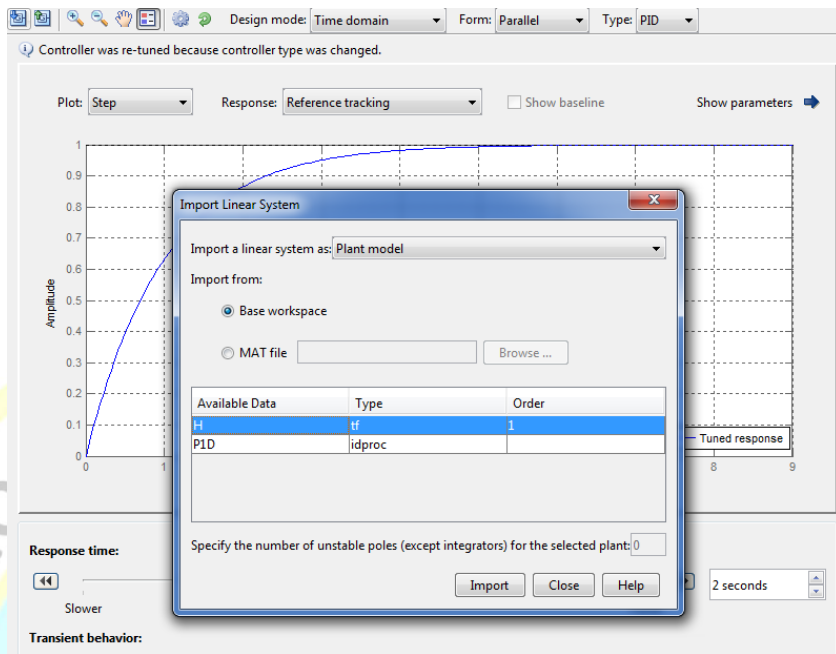 Design mode: Time domain Form: Parallel Type: PID
Controller was re-tuned because controller type was changed.
Plot: Step Response: Reference tracking Show baseline Show parameters
1
0.9
0.8
0.7
0.6
0.5
0.4
0.3
0.2
0.1
0
Amplitude
0 1 8 9
Tuned response
Import Linear System
Import a linear system as: Plant model
Import from:
Base workspace
MAT file Browse ...
Available Data Type Order
H tf 1
P1D idproc
Specify the number of unstable poles (except integrators) for the selected plant: 0
Import Close Help
Response time:
2 seconds
Slower
Transient behavior: